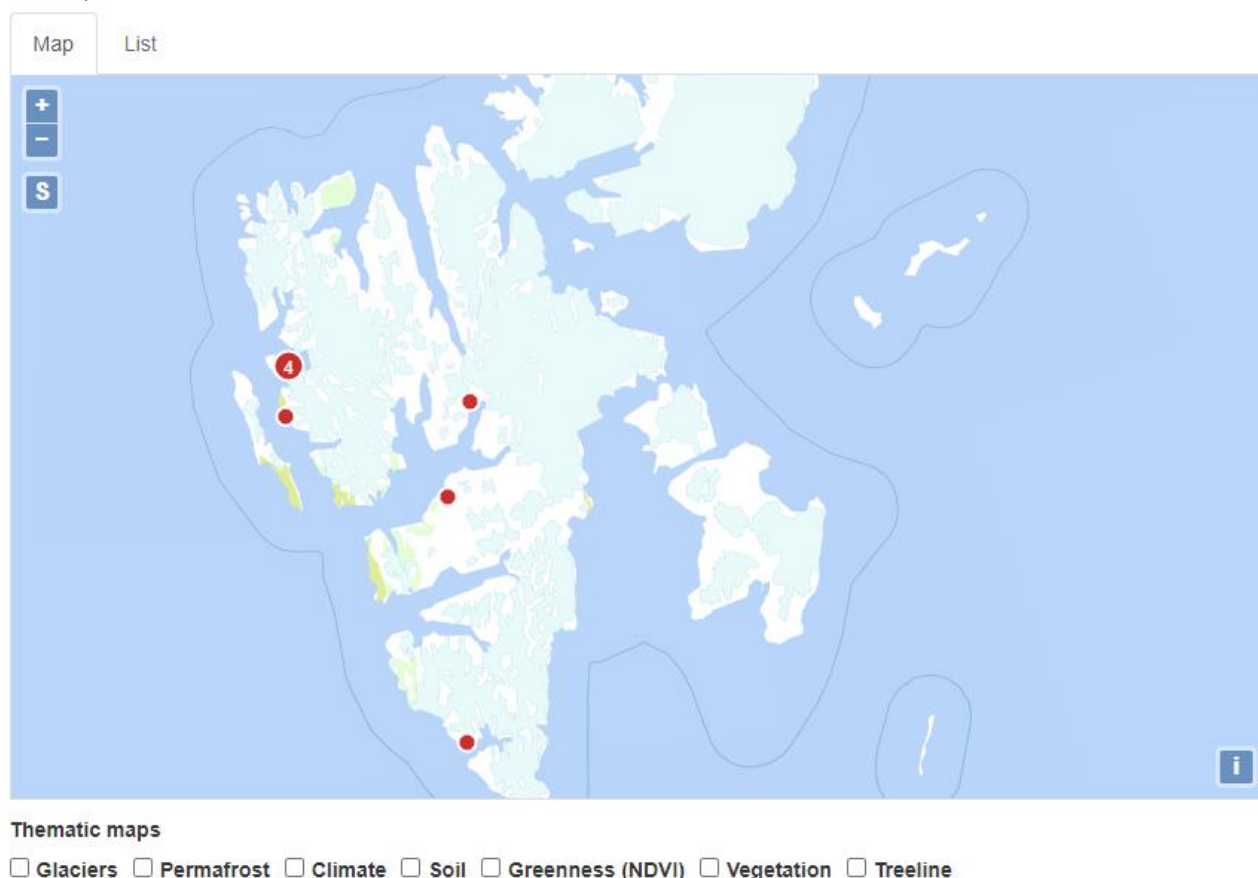 Map List
+
−
S
4
i
Thematic maps
Glaciers Permafrost Climate Soil Greenness (NDVI) Vegetation Treeline